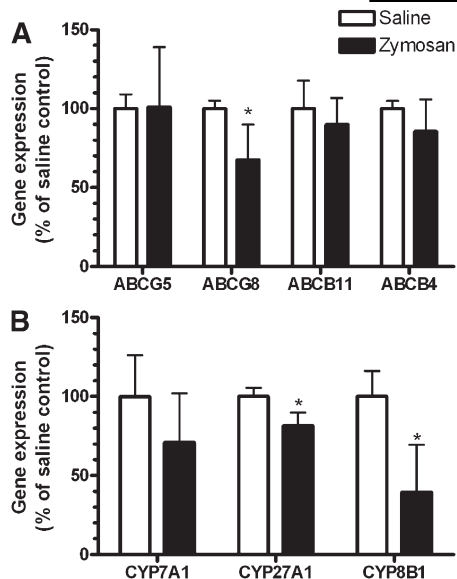 Saline
Zymosan
A
Gene expression
(% of saline control)
150
100
50
0
ABCG5
ABCG8
ABCB11
ABCB4
*
B
Gene expression
(% of saline control)
150
100
50
0
CYP7A1
CYP27A1
CYP8B1
*
*